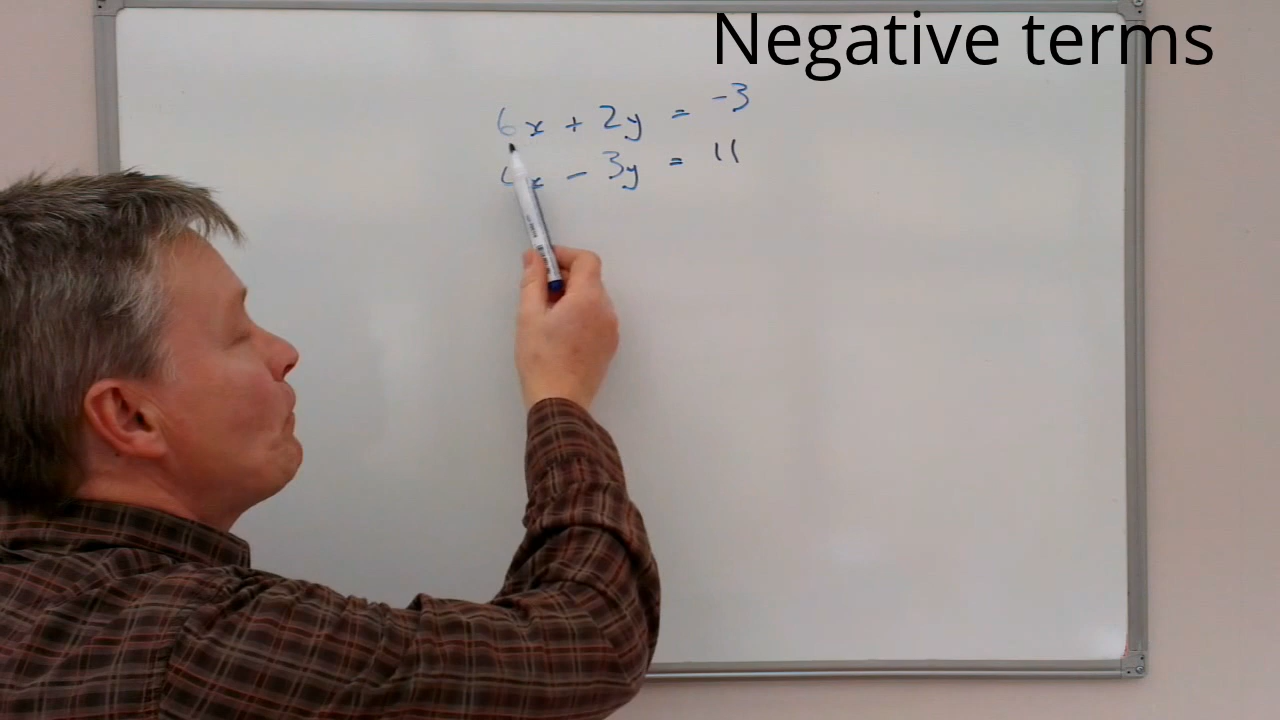 Negative terms
6x + 2y = -3
x - 3y = 11